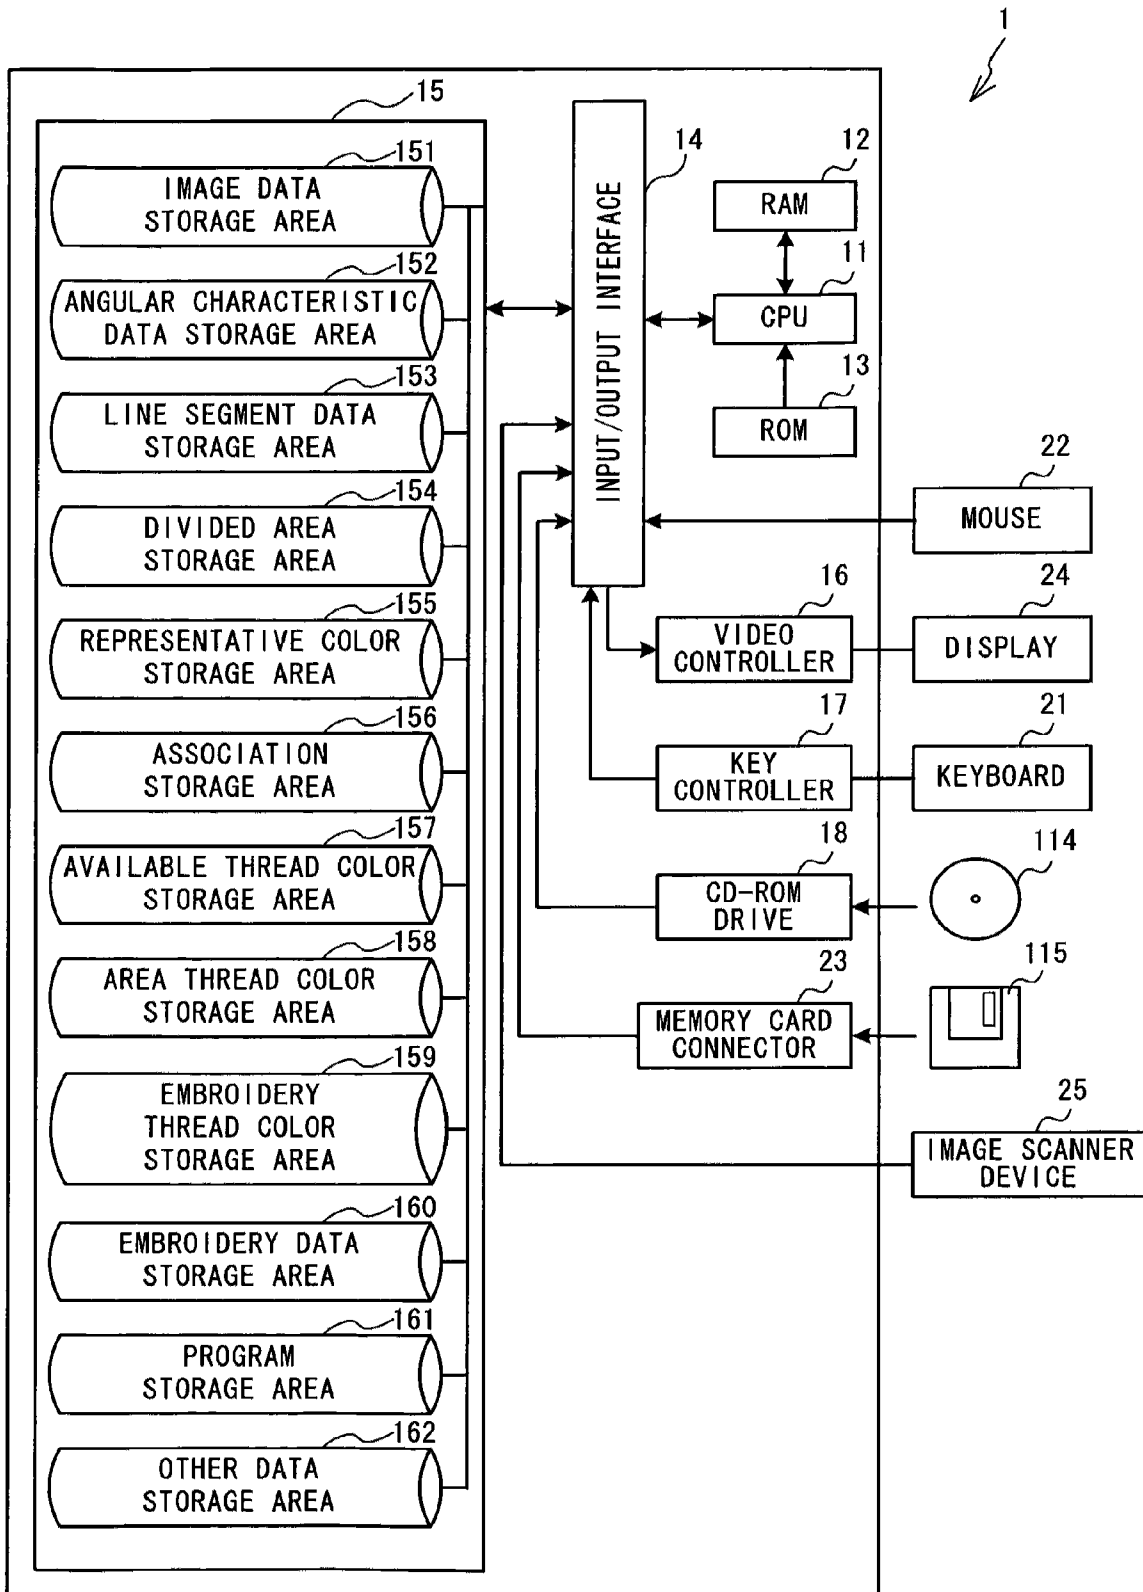 1
15
151
IMAGE DATA
STORAGE AREA
152
ANGULAR CHARACTERISTIC
DATA STORAGE AREA
153
LINE SEGMENT DATA
STORAGE AREA
154
DIVIDED AREA
STORAGE AREA
155
REPRESENTATIVE COLOR
STORAGE AREA
156
ASSOCIATION
STORAGE AREA
157
AVAILABLE THREAD COLOR
STORAGE AREA
158
AREA THREAD COLOR
STORAGE AREA
159
EMBROIDERY
THREAD COLOR
STORAGE AREA
160
EMBROIDERY DATA
STORAGE AREA
161
PROGRAM
STORAGE AREA
162
OTHER DATA
STORAGE AREA
14
INPUT/OUTPUT INTERFACE
12
RAM
11
CPU
13
ROM
22
MOUSE
16
VIDEO
CONTROLLER
24
DISPLAY
17
KEY
CONTROLLER
21
KEYBOARD
18
CD-ROM
DRIVE
114
23
MEMORY CARD
CONNECTOR
115
25
IMAGE SCANNER
DEVICE